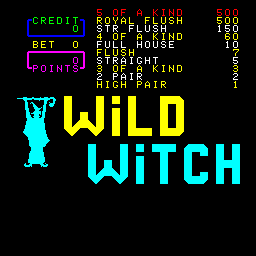 5 OF A KIND 500
CREDIT ROYAL FLUSH 500
0 STR FLUSH 150
4 OF A KIND 60
BET 0 FULL HOUSE 10
FLUSH 7
0 STRAIGHT 5
POINTS 3 OF A KIND 3
2 PAIR 2
HIGH PAIR 1
WiLD
WiTCH